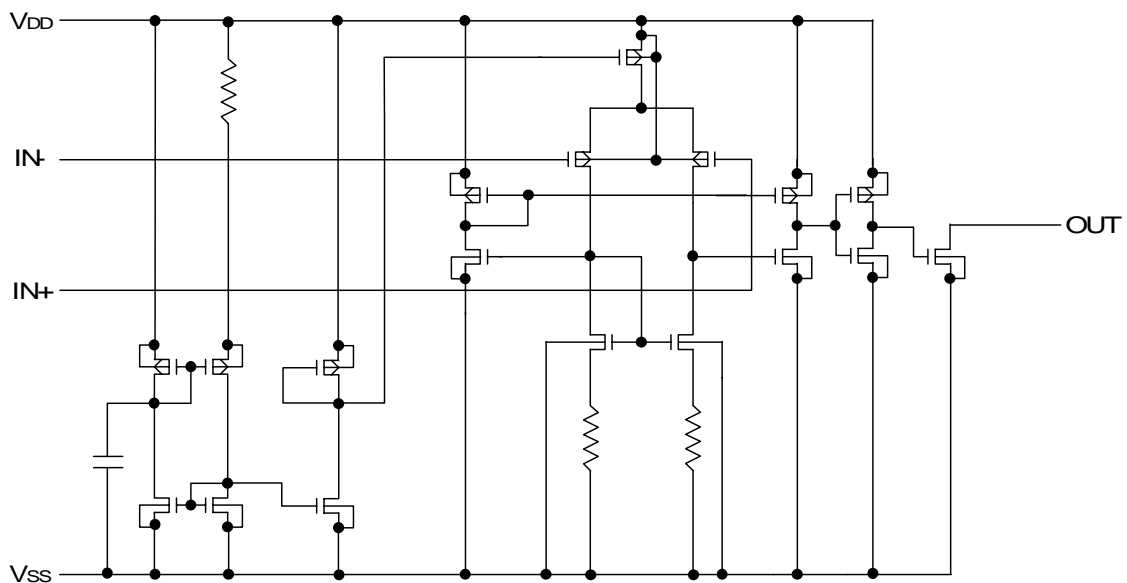 VDD
IN-
OUT
IN+
VSS